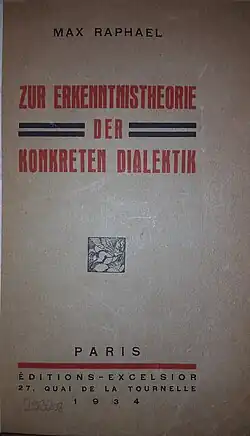 MAX RAPHAEL
ZUR ERKENNTNISTHEORIE
DER
KONKRETEN DIALEKTIK
PARIS
ÉDITIONS-EXCELSIOR
27, QUAI DE LA TOURNELLE
1934